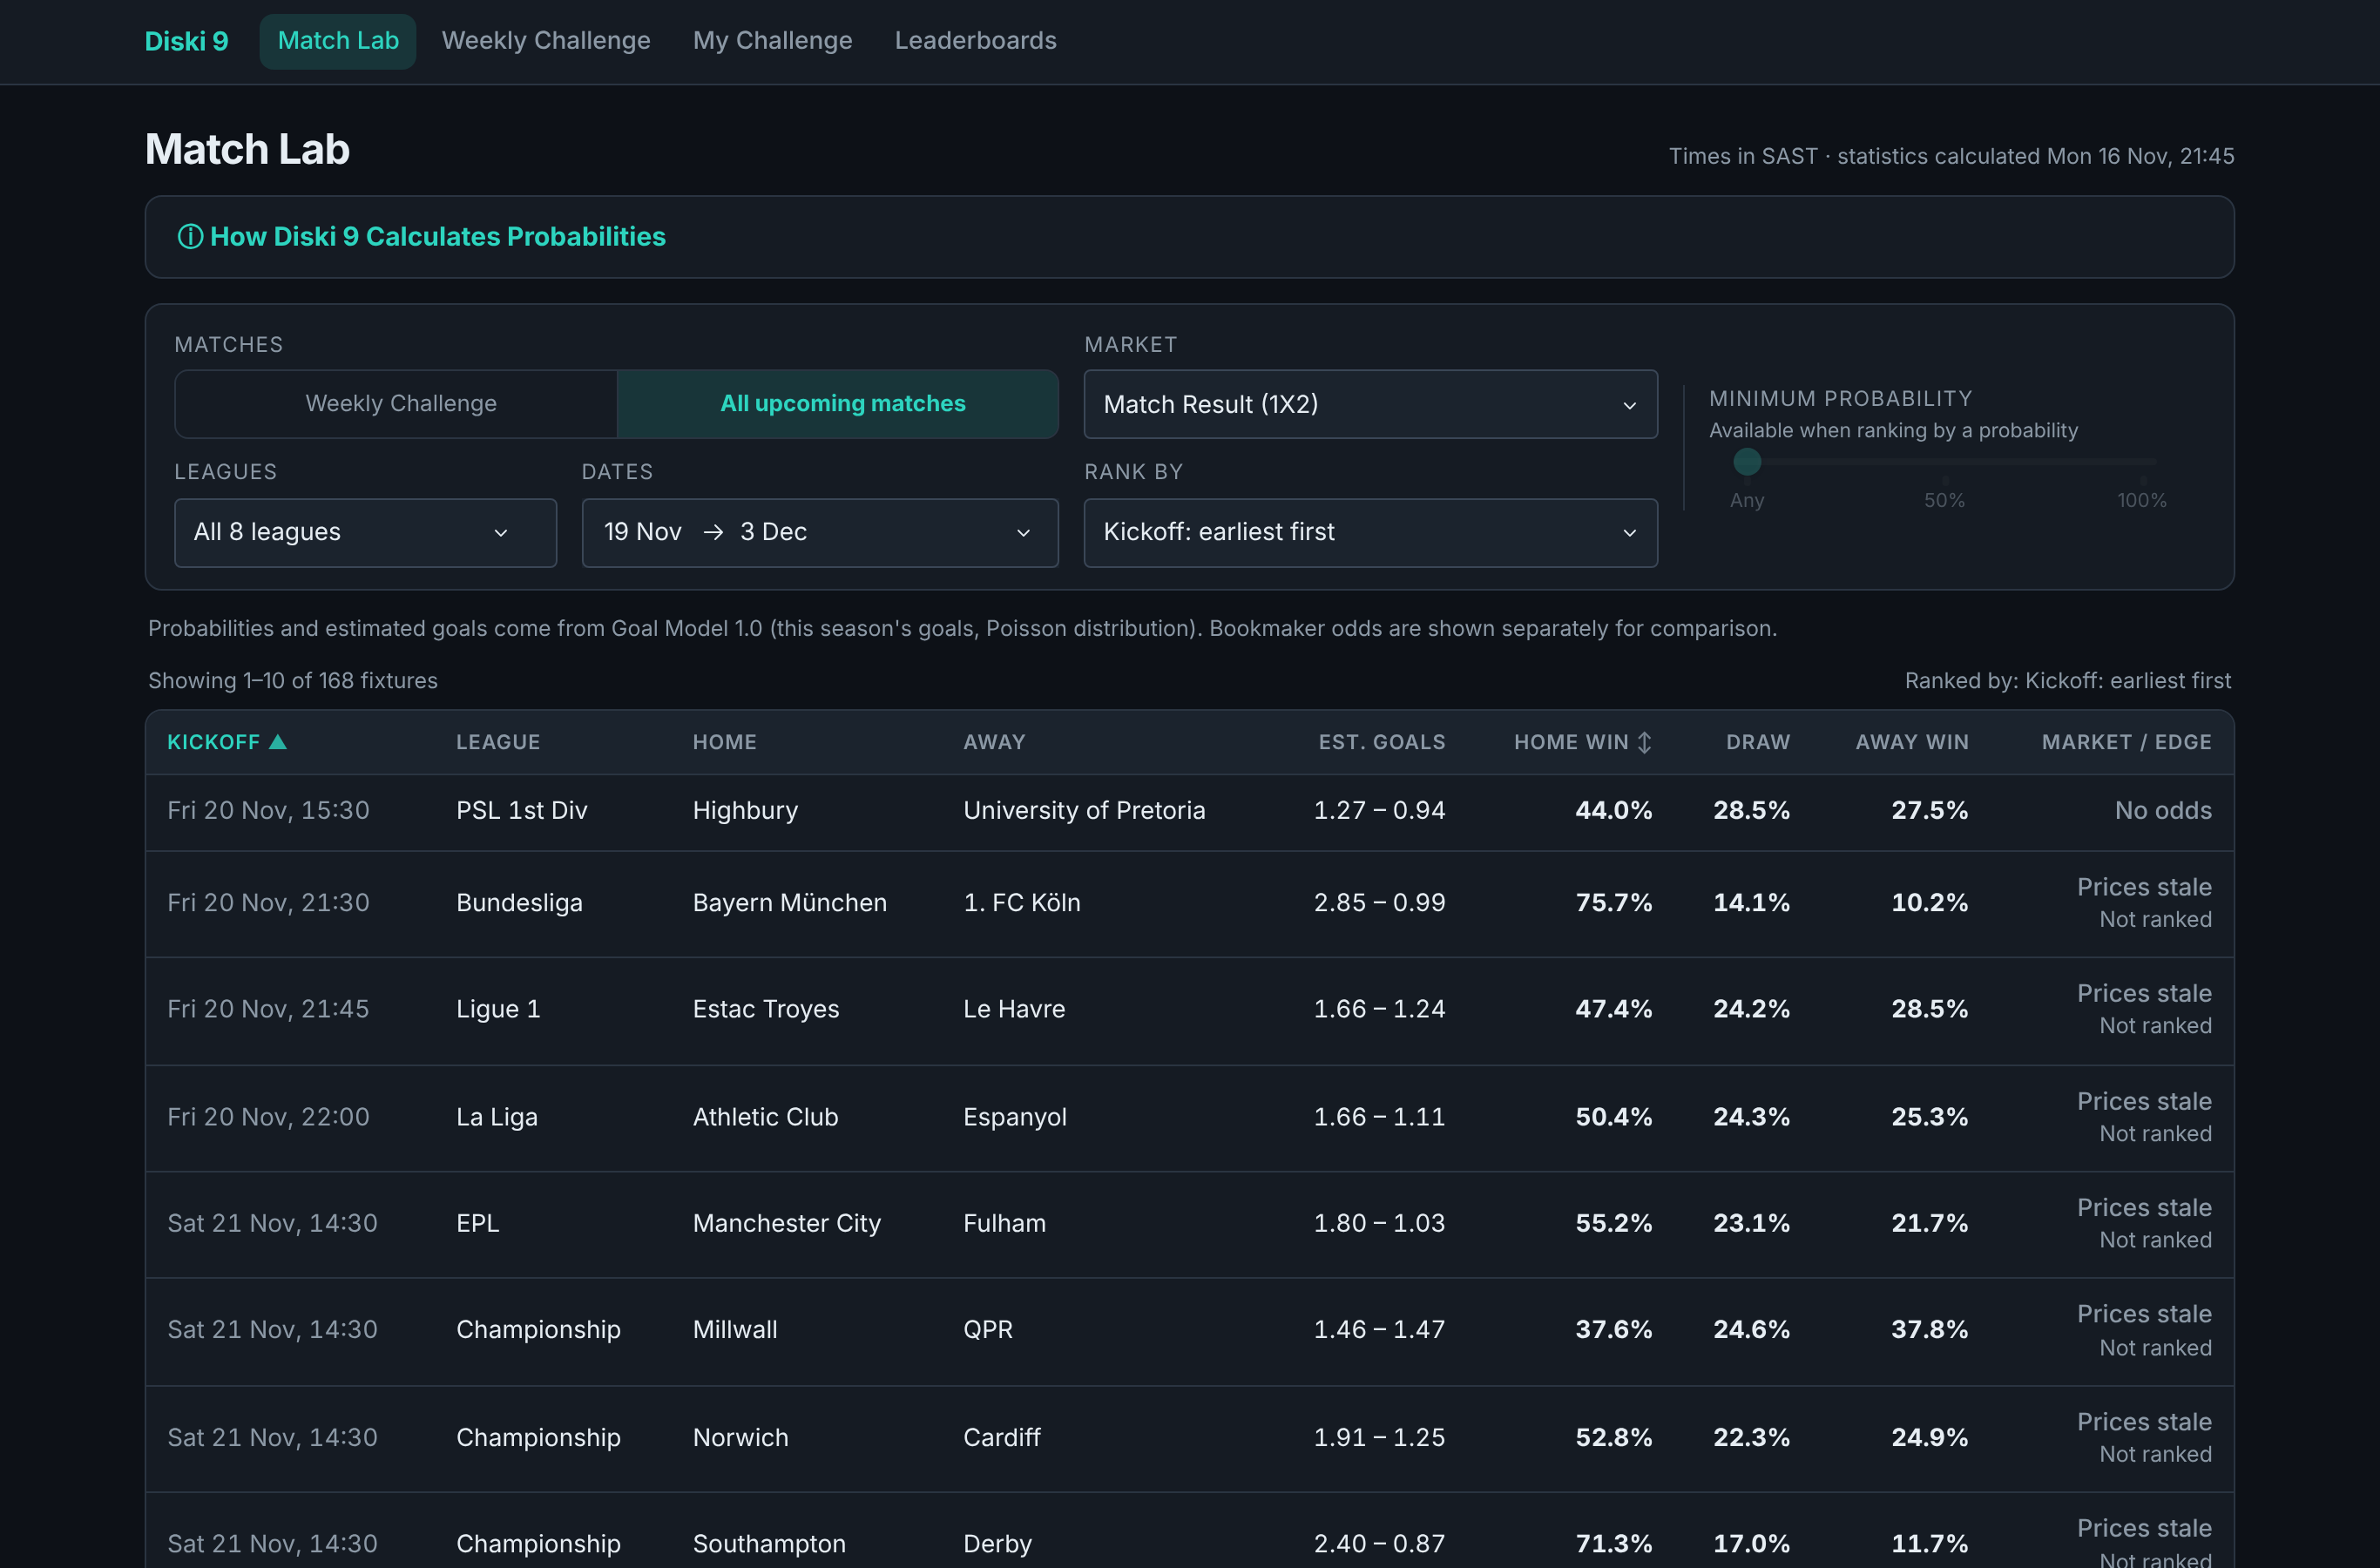 Diski 9 Match Lab Weekly Challenge My Challenge Leaderboards
Match Lab
Times in SAST · statistics calculated Mon 16 Nov, 21:45
ⓘ How Diski 9 Calculates Probabilities
MATCHES
Weekly Challenge All upcoming matches
MARKET
Match Result (1X2)
LEAGUES
All 8 leagues
DATES
19 Nov → 3 Dec
RANK BY
Kickoff: earliest first
MINIMUM PROBABILITY
Available when ranking by a probability
Any 50% 100%
Probabilities and estimated goals come from Goal Model 1.0 (this season's goals, Poisson distribution). Bookmaker odds are shown separately for comparison.
Showing 1–10 of 168 fixtures
Ranked by: Kickoff: earliest first
KICKOFF ▲ LEAGUE HOME AWAY EST. GOALS HOME WIN ↕ DRAW AWAY WIN MARKET / EDGE
Fri 20 Nov, 15:30 PSL 1st Div Highbury University of Pretoria 1.27 – 0.94 44.0% 28.5% 27.5% No odds
Fri 20 Nov, 21:30 Bundesliga Bayern München 1. FC Köln 2.85 – 0.99 75.7% 14.1% 10.2% Prices stale
Not ranked
Fri 20 Nov, 21:45 Ligue 1 Estac Troyes Le Havre 1.66 – 1.24 47.4% 24.2% 28.5% Prices stale
Not ranked
Fri 20 Nov, 22:00 La Liga Athletic Club Espanyol 1.66 – 1.11 50.4% 24.3% 25.3% Prices stale
Not ranked
Sat 21 Nov, 14:30 EPL Manchester City Fulham 1.80 – 1.03 55.2% 23.1% 21.7% Prices stale
Not ranked
Sat 21 Nov, 14:30 Championship Millwall QPR 1.46 – 1.47 37.6% 24.6% 37.8% Prices stale
Not ranked
Sat 21 Nov, 14:30 Championship Norwich Cardiff 1.91 – 1.25 52.8% 22.3% 24.9% Prices stale
Not ranked
Sat 21 Nov, 14:30 Championship Southampton Derby 2.40 – 0.87 71.3% 17.0% 11.7% Prices stale
Not ranked